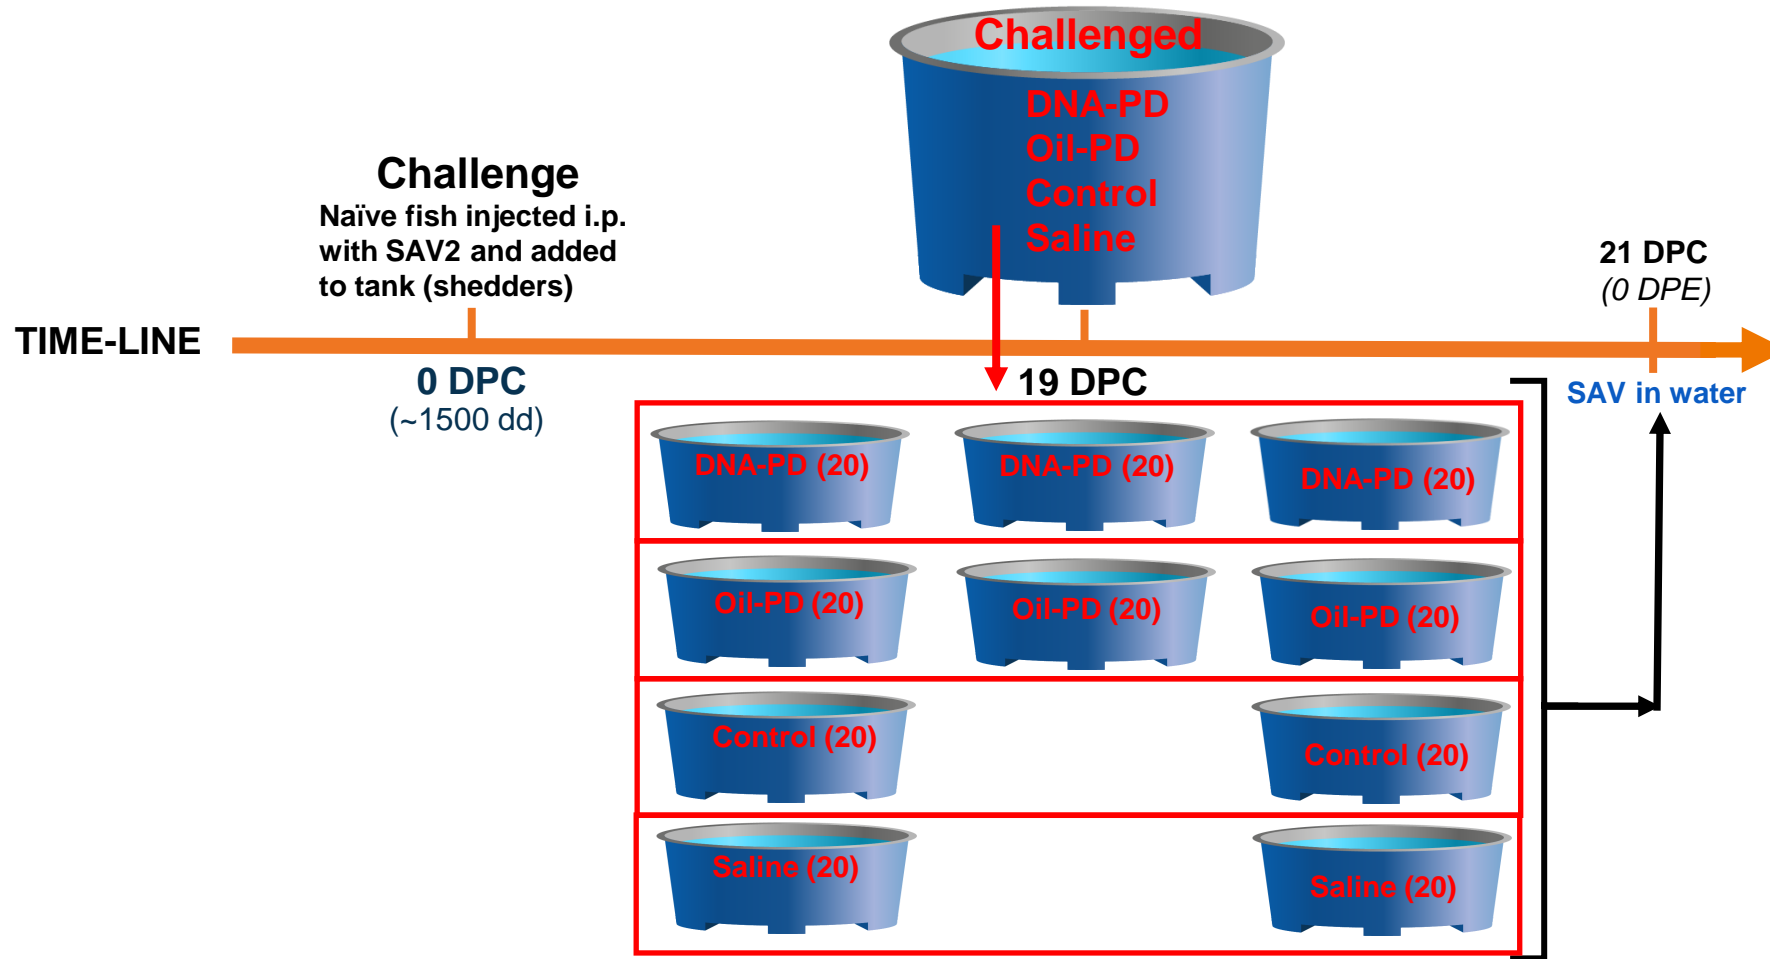 Challenged
DNA-PD
Oil-PD
Control
Saline
Challenge
Naïve fish injected i.p.
with SAV2 and added
to tank (shedders)
21 DPC
(0 DPE)
TIME-LINE
0 DPC
(~1500 dd)
19 DPC
SAV in water
DNA-PD (20) DNA-PD (20) DNA-PD (20)
Oil-PD (20) Oil-PD (20) Oil-PD (20)
Control (20) Control (20)
Saline (20) Saline (20)